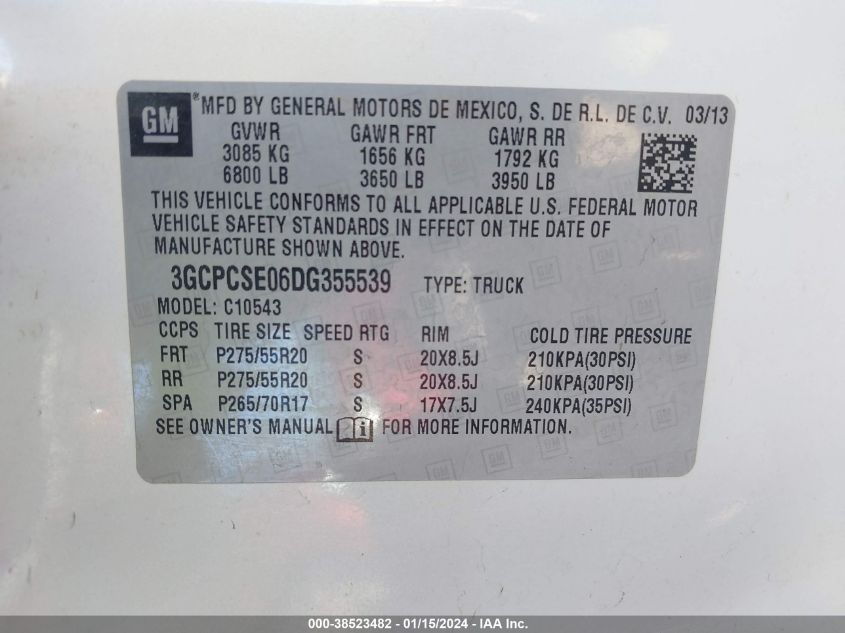 GM
®MFD BY GENERAL MOTORS DE MEXICO, S. DE R.L. DE C.V. 03/13
GVWR GAWR FRT GAWR RR
3085 KG 1656 KG 1792 KG
6800 LB 3650 LB 3950 LB
THIS VEHICLE CONFORMS TO ALL APPLICABLE U.S. FEDERAL MOTOR
VEHICLE SAFETY STANDARDS IN EFFECT ON THE DATE OF
MANUFACTURE SHOWN ABOVE.
3GCPCSE06DG355539 TYPE: TRUCK
MODEL: C10543
CCPS TIRE SIZE SPEED RTG RIM COLD TIRE PRESSURE
FRT P275/55R20 S 20X8.5J 210KPA(30PSI)
RR P275/55R20 S 20X8.5J 210KPA(30PSI)
SPA P265/70R17 S 17X7.5J 240KPA(35PSI)
SEE OWNER'S MANUAL i FOR MORE INFORMATION.
000-38523482 - 01/15/2024 - IAA Inc.